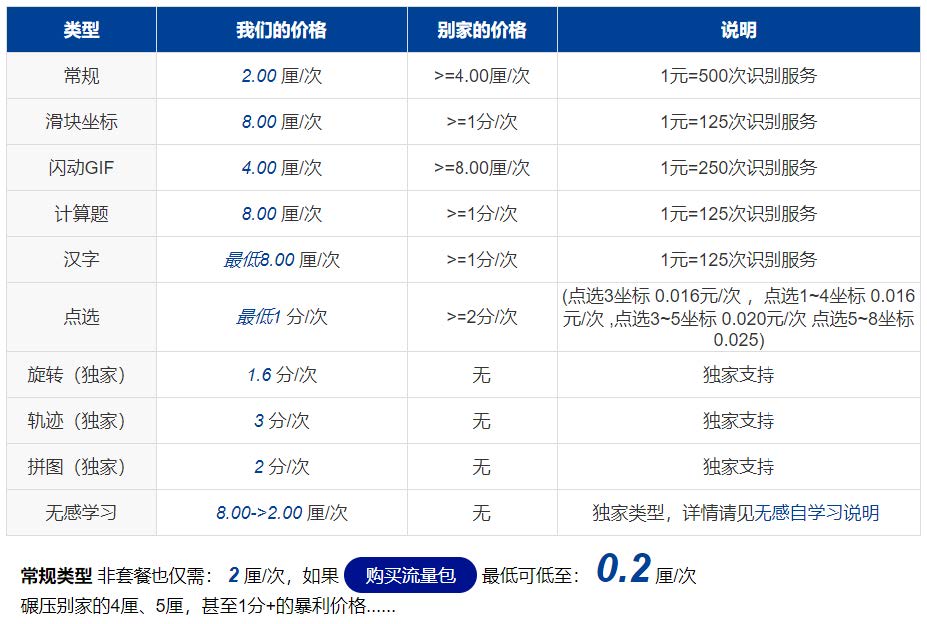 类型 我们的价格 别家的价格 说明
常规 2.00 厘/次 >=4.00厘/次 1元=500次识别服务
滑块坐标 8.00 厘/次 >=1分/次 1元=125次识别服务
闪动GIF 4.00 厘/次 >=8.00厘/次 1元=250次识别服务
计算题 8.00 厘/次 >=1分/次 1元=125次识别服务
汉字 最低8.00 厘/次 >=1分/次 1元=125次识别服务
点选 最低1 分/次 >=2分/次 (点选3坐标 0.016元/次 ，点选1~4坐标 0.016
元/次 ,点选3~5坐标 0.020元/次 点选5~8坐标
0.025)
旋转（独家） 1.6 分/次 无 独家支持
轨迹（独家） 3 分/次 无 独家支持
拼图（独家） 2 分/次 无 独家支持
无感学习 8.00->2.00 厘/次 无 独家类型，详情请见无感自学习说明
常规类型 非套餐也仅需： 2 厘/次，如果 购买流量包 最低可低至： 0.2 厘/次
碾压别家的4厘、5厘，甚至1分+的暴利价格......